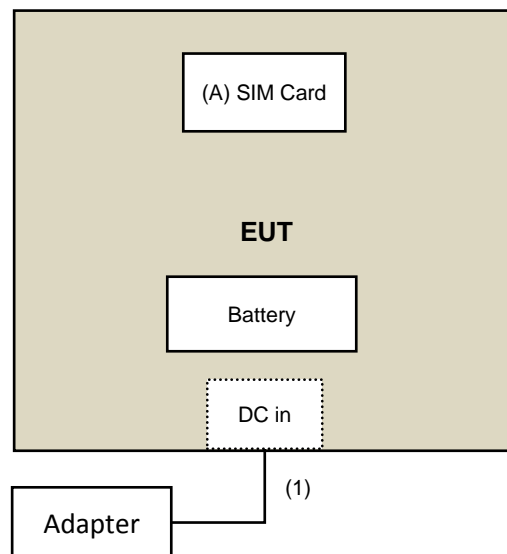 (A) SIM Card
EUT
Battery
DC in
(1)
Adapter